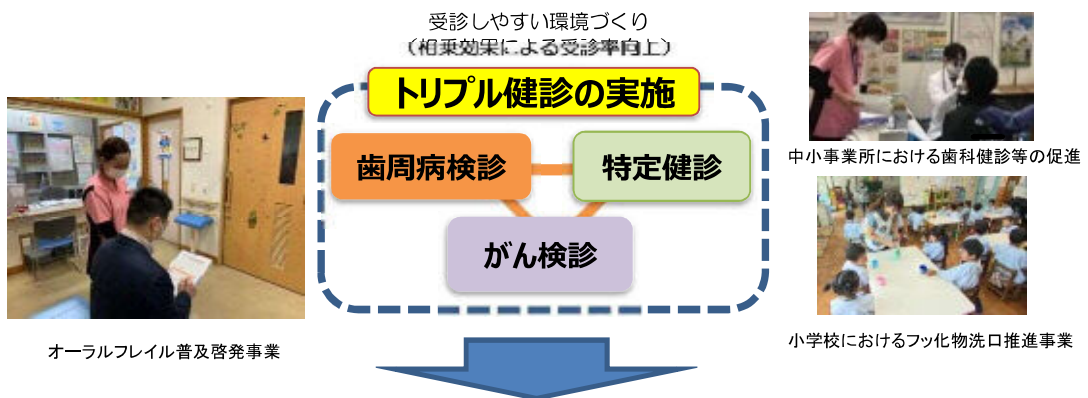 受診しやすい環境づくり
（相乗効果による受診率向上）
トリプル健診の実施
歯周病検診
特定健診
がん検診
オーラルフレイル普及啓発事業
中小事業所における歯科健診等の促進
小学校におけるフッ化物洗口推進事業